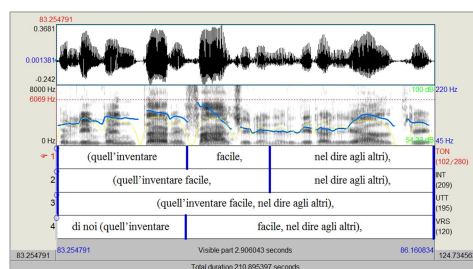 83.254791
0.3681
0.001381
-0.242
8000 Hz 100 dB 220 Hz
6069 Hz
0 Hz 45 Hz
1 (quell'inventare facile, nel dire agli altri), TON (102/280)
2 (quell'inventare facile, nel dire agli altri), INT (209)
3 (quell'inventare facile, nel dire agli altri), UTT (195)
4 di noi (quell'inventare facile, nel dire agli altri), VRS (120)
83.254791 Visible part 2.906043 seconds 86.160834
83.254791 124.73456
Total duration 210.895397 seconds